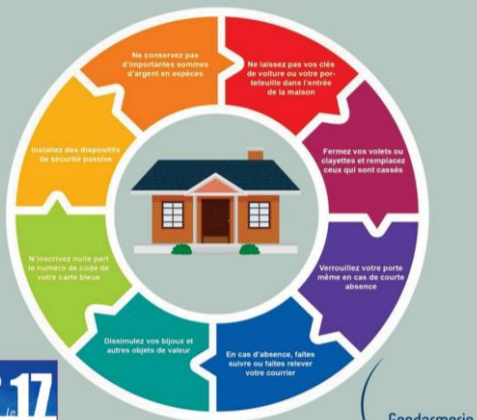 Ne conservez pas
d'importantes sommes
d'argent en espèces
Ne laissez pas vos clés
de voiture ou votre por-
tefeuille dans l'entrée
de la maison
Installez des dispositifs
de sécurité passive
Fermez vos volets ou
clayettes et remplacez
ceux qui sont cassés
N'inscrivez nulle part
le numéro de code de
votre carte bleue
Verrouillez votre porte
même en cas de courte
absence
Dissimulez vos bijoux et
autres objets de valeur
En cas d'absence, faites
suivre ou faites relever
votre courrier
le 17
Gendarmerie